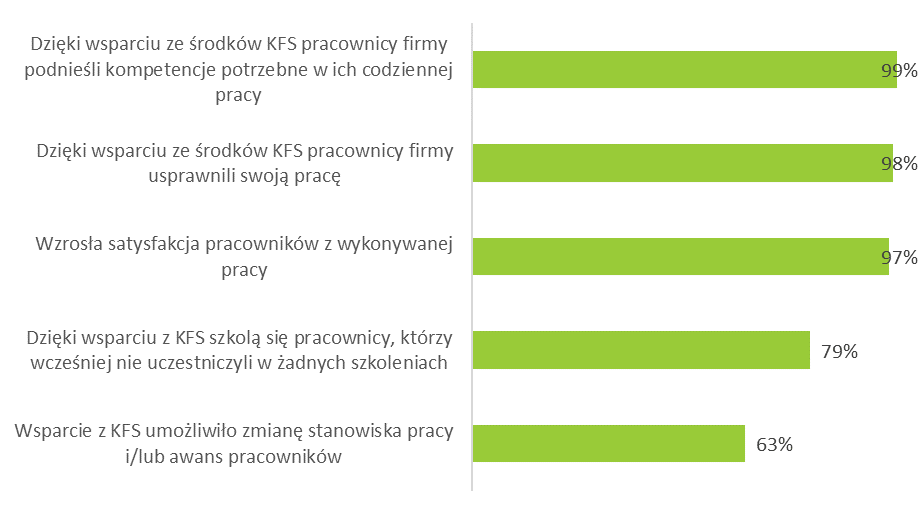 Dzięki wsparciu ze środków KFS pracownicy firmy
podnieśli kompetencje potrzebne w ich codziennej
pracy
99%
Dzięki wsparciu ze środków KFS pracownicy firmy
usprawnili swoją pracę
98%
Wzrosła satysfakcja pracowników z wykonywanej
pracy
97%
Dzięki wsparciu z KFS szkolą się pracownicy, którzy
wcześniej nie uczestniczyli w żadnych szkoleniach
79%
Wsparcie z KFS umożliwiło zmianę stanowiska pracy
i/lub awans pracowników
63%